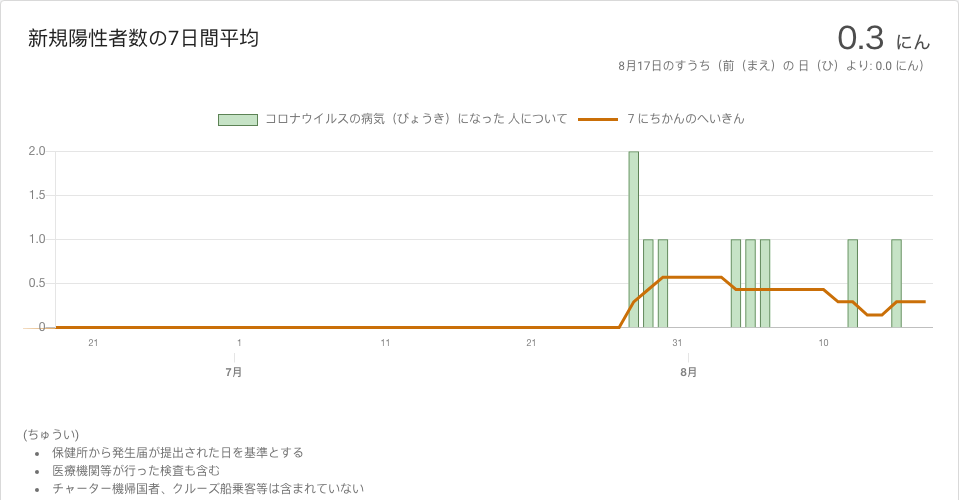 新規陽性者数の7日間平均
0.3 にん
8月17日のすうち（前（まえ）の 日（ひ）より: 0.0 にん）
コロナウイルスの病気（びょうき）になった 人について
7 にちかんのへいきん
2.0
1.5
1.0
0.5
0
21 1 11 21 31 10
7月 8月
(ちゅうい)
• 保健所から発生届が提出された日を基準とする
• 医療機関等が行った検査も含む
• チャーター機帰国者、クルーズ船乗客等は含まれていない